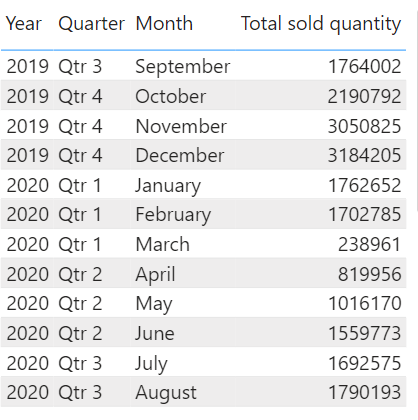 Year Quarter Month Total sold quantity
2019 Qtr 3 September 1764002
2019 Qtr 4 October 2190792
2019 Qtr 4 November 3050825
2019 Qtr 4 December 3184205
2020 Qtr 1 January 1762652
2020 Qtr 1 February 1702785
2020 Qtr 1 March 238961
2020 Qtr 2 April 819956
2020 Qtr 2 May 1016170
2020 Qtr 2 June 1559773
2020 Qtr 3 July 1692575
2020 Qtr 3 August 1790193